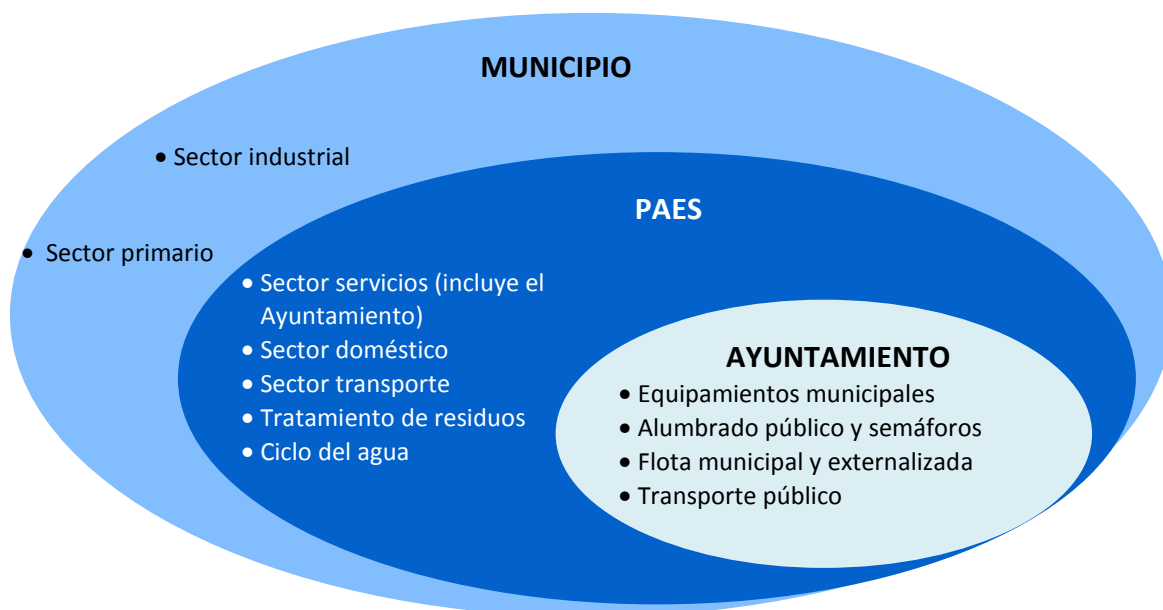 MUNICIPIO
• Sector industrial
• Sector primario
PAES
• Sector servicios (incluye el
Ayuntamiento)
• Sector doméstico
• Sector transporte
• Tratamiento de residuos
• Ciclo del agua
AYUNTAMIENTO
• Equipamientos municipales
• Alumbrado público y semáforos
• Flota municipal y externalizada
• Transporte público